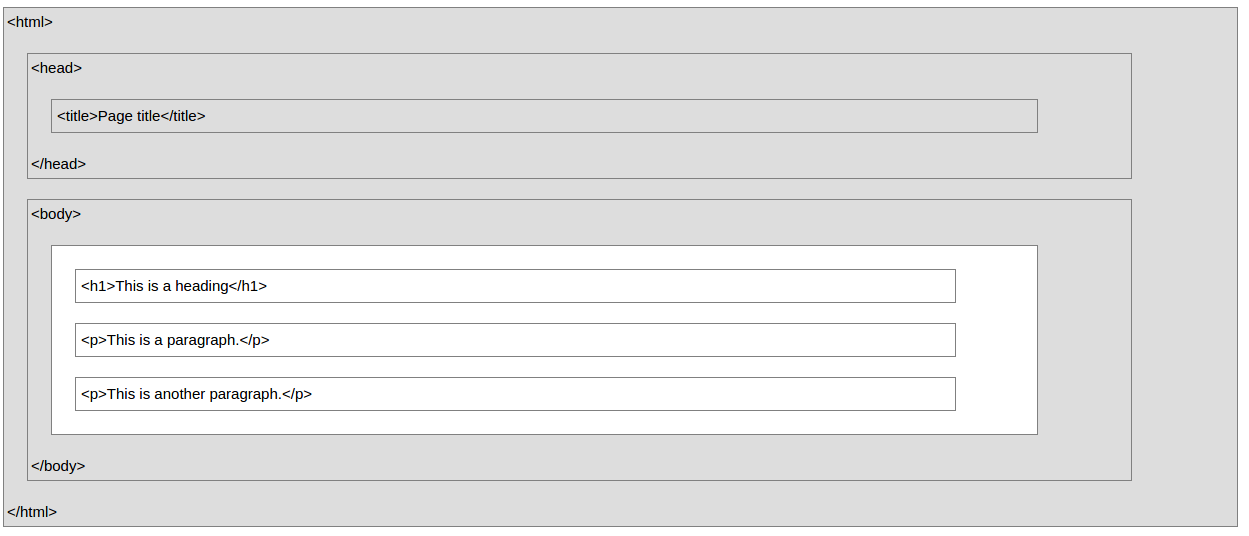 <html>
<head>
<title>Page title</title>
</head>
<body>
<h1>This is a heading</h1>
<p>This is a paragraph.</p>
<p>This is another paragraph.</p>
</body>
</html>